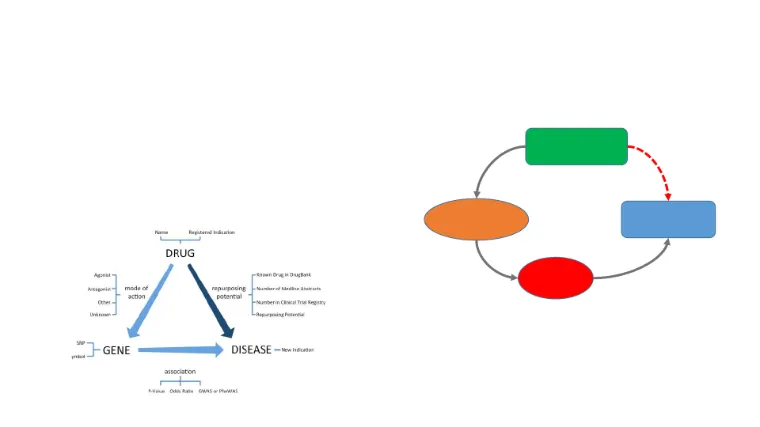 Name Registered Indication
DRUG
Agonist
Antagonist
Other
Unknown
mode of
action
repurposing
potential
Known Drug in DrugBank
Number of Medline Abstracts
Number in Clinical Trial Registry
Repurposing Potential
SNP
ymbol
GENE
DISEASE
New Indication
association
P-Value Odds Ratio GWAS or PheWAS